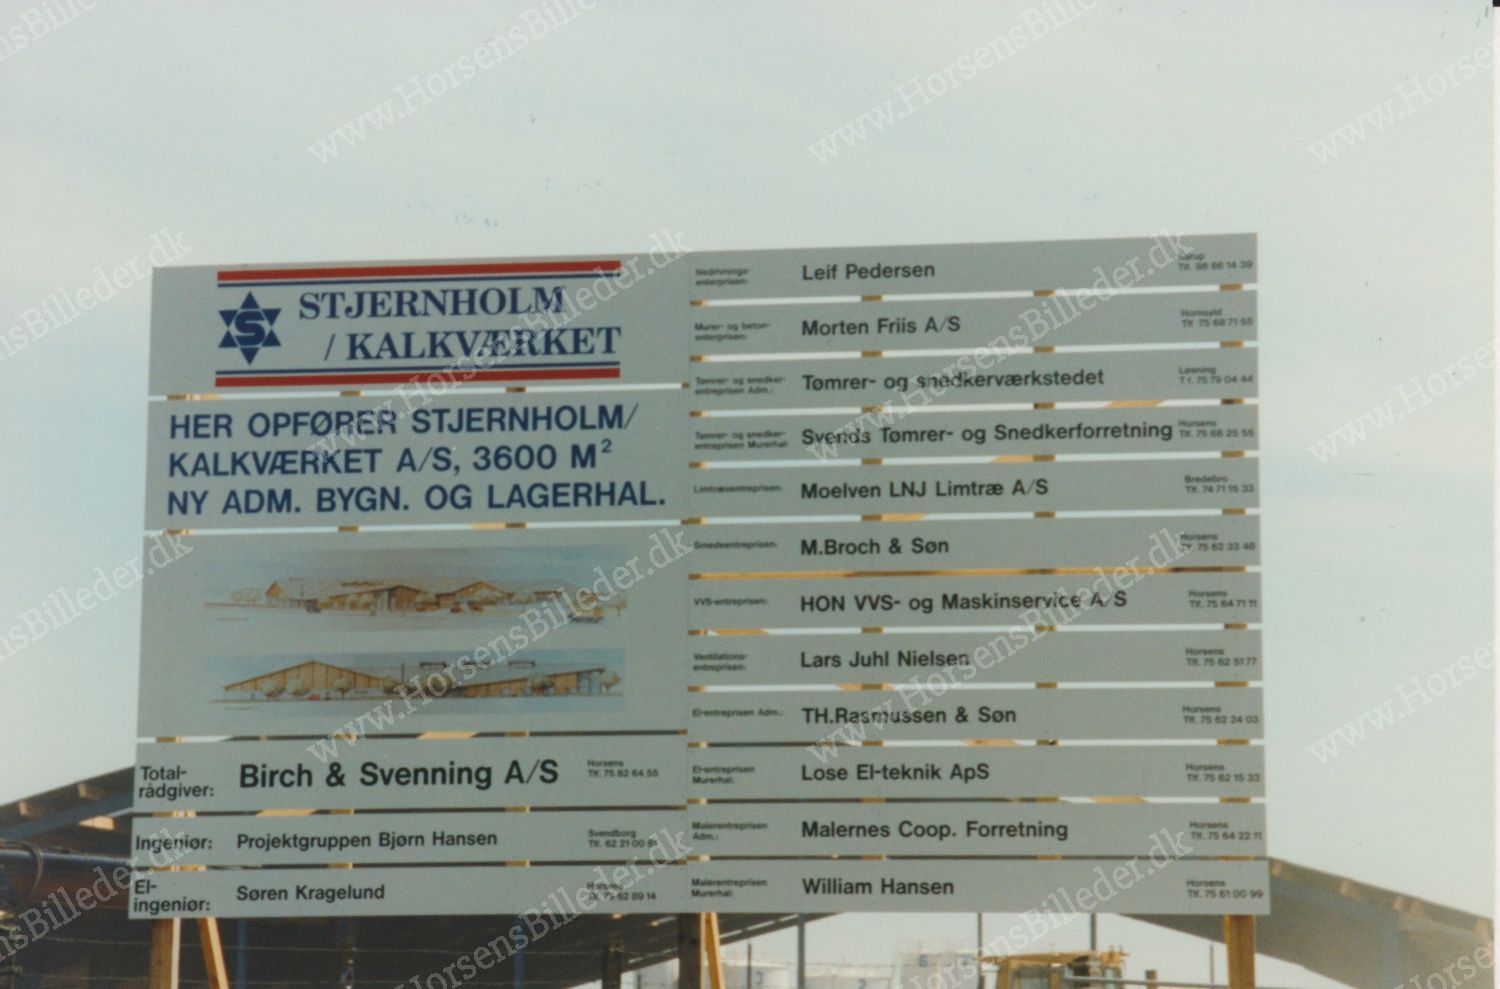 STJERNHOLM
/ KALKVÆRKET
HER OPFØRER STJERNHOLM/
KALKVÆRKET A/S, 3600 M²
NY ADM. BYGN. OG LAGERHAL.
Total-
rådgiver:
Birch & Svenning A/S
Horsens
Tlf. 75 62 64 55
Ingeniør:
Projektgruppen Bjørn Hansen
Svendborg
Tlf. 62 21 00 81
El-
ingeniør:
Søren Kragelund
Horsens
Tlf. 75 62 89 14
Nedrivnings-
enterprisen:
Leif Pedersen
Tlf. 86 66 14 39
Murer- og beton-
enterprisen:
Morten Friis A/S
Hornsyld
Tlf 75 68 71 55
Tømrer- og snedker-
entreprisen Adm.:
Tømrer- og snedkerværkstedet
Løsning
Tlf. 75 79 04 44
Tømrer- og snedker-
entreprisen Murerhal:
Svends Tømrer- og Snedkerforretning
Horsens
Tlf. 75 68 25 55
Limtræsentreprisen:
Moelven LNJ Limtræ A/S
Bredebro
Tlf. 74 71 15 33
Smedeentreprisen:
M.Broch & Søn
Horsens
Tlf. 75 62 33 46
VVS-entreprisen:
HON VVS- og Maskinservice A/S
Horsens
Tlf. 75 64 71 11
Ventilations-
entreprisen:
Lars Juhl Nielsen
Horsens
Tlf. 75 62 51 77
El-entreprisen Adm.:
TH.Rasmussen & Søn
Horsens
Tlf. 75 62 24 03
El-entreprisen
Murerhal:
Lose El-teknik ApS
Horsens
Tlf. 75 62 15 33
Malerentreprisen
Adm.:
Malernes Coop. Forretning
Horsens
Tlf. 75 64 22 11
Malerentreprisen
Murerhal:
William Hansen
Horsens
Tlf. 75 61 00 99
www.HorsensBilleder.dk